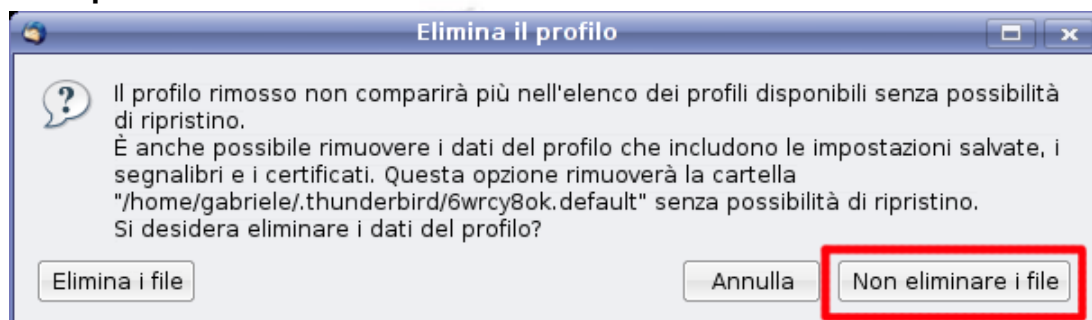 Elimina il profilo
Il profilo rimosso non comparirà più nell'elenco dei profili disponibili senza possibilità
di ripristino.
È anche possibile rimuovere i dati del profilo che includono le impostazioni salvate, i
segnalibri e i certificati. Questa opzione rimuoverà la cartella
"/home/gabriele/.thunderbird/6wrcy8ok.default" senza possibilità di ripristino.
Si desidera eliminare i dati del profilo?
Elimina i file
Annulla
Non eliminare i file